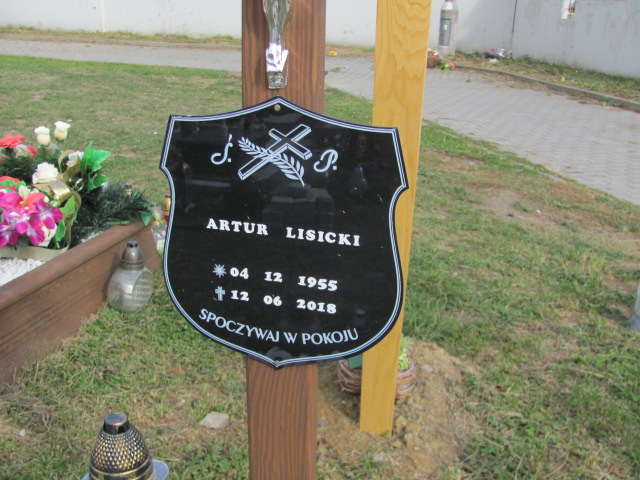 Ś. P.
ARTUR LISICKI
04 12 1955
12 06 2018
SPOCZYWAJ W POKOJU